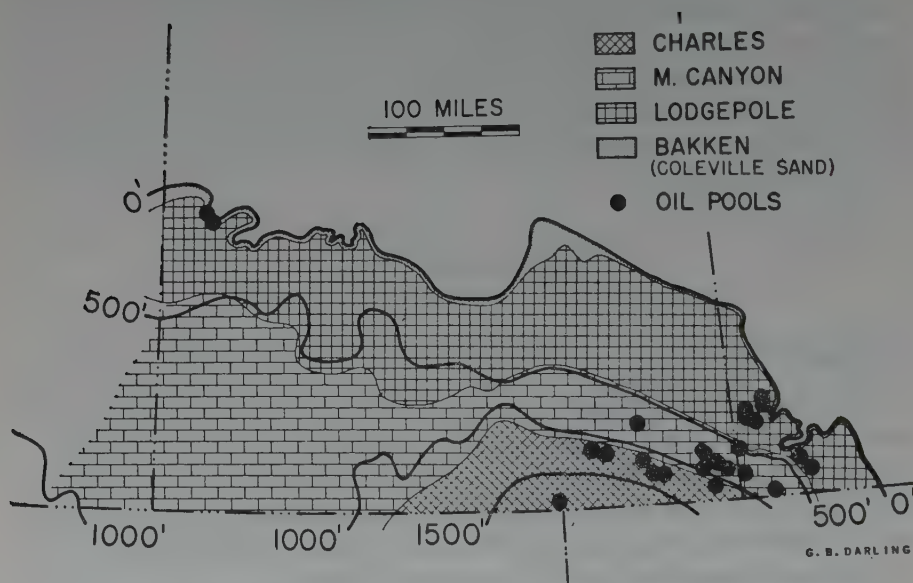 CHARLES
M. CANYON
LODGEPOLE
BAKKEN
(COLEVILLE SAND)
OIL POOLS
100 MILES
0'
500'
1000'
1000'
1500'
500'
0'
G. B. DARLING